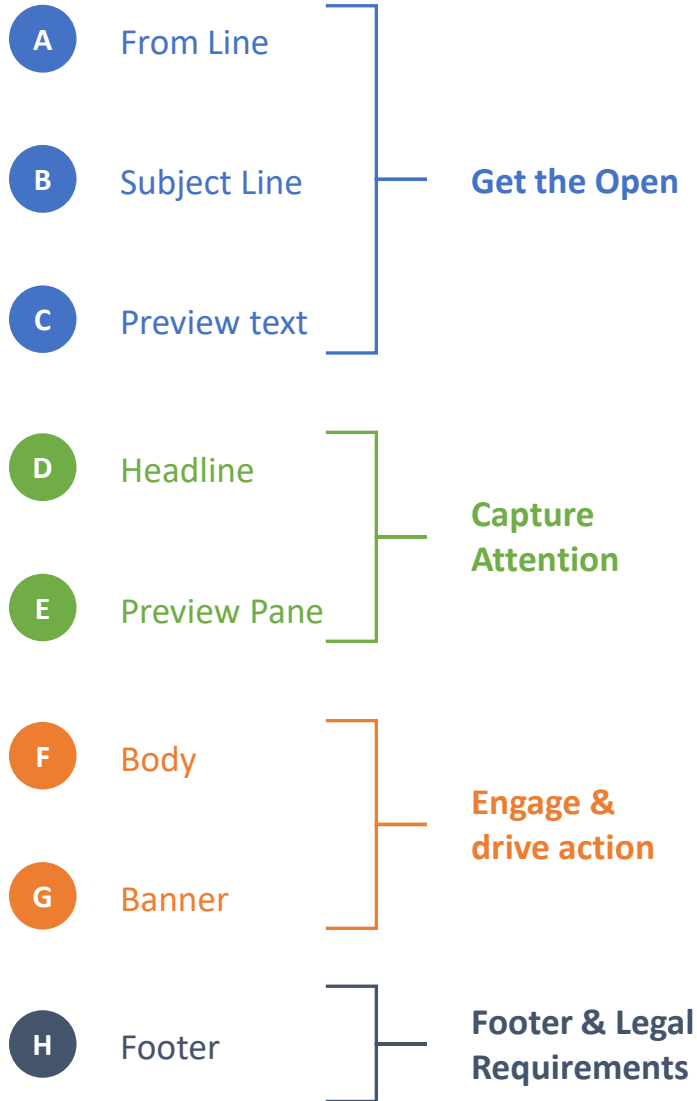 A From Line
B Subject Line
Get the Open
C Preview text
D Headline
Capture
Attention
E Preview Pane
F Body
Engage &
drive action
G Banner
H Footer
Footer & Legal
Requirements